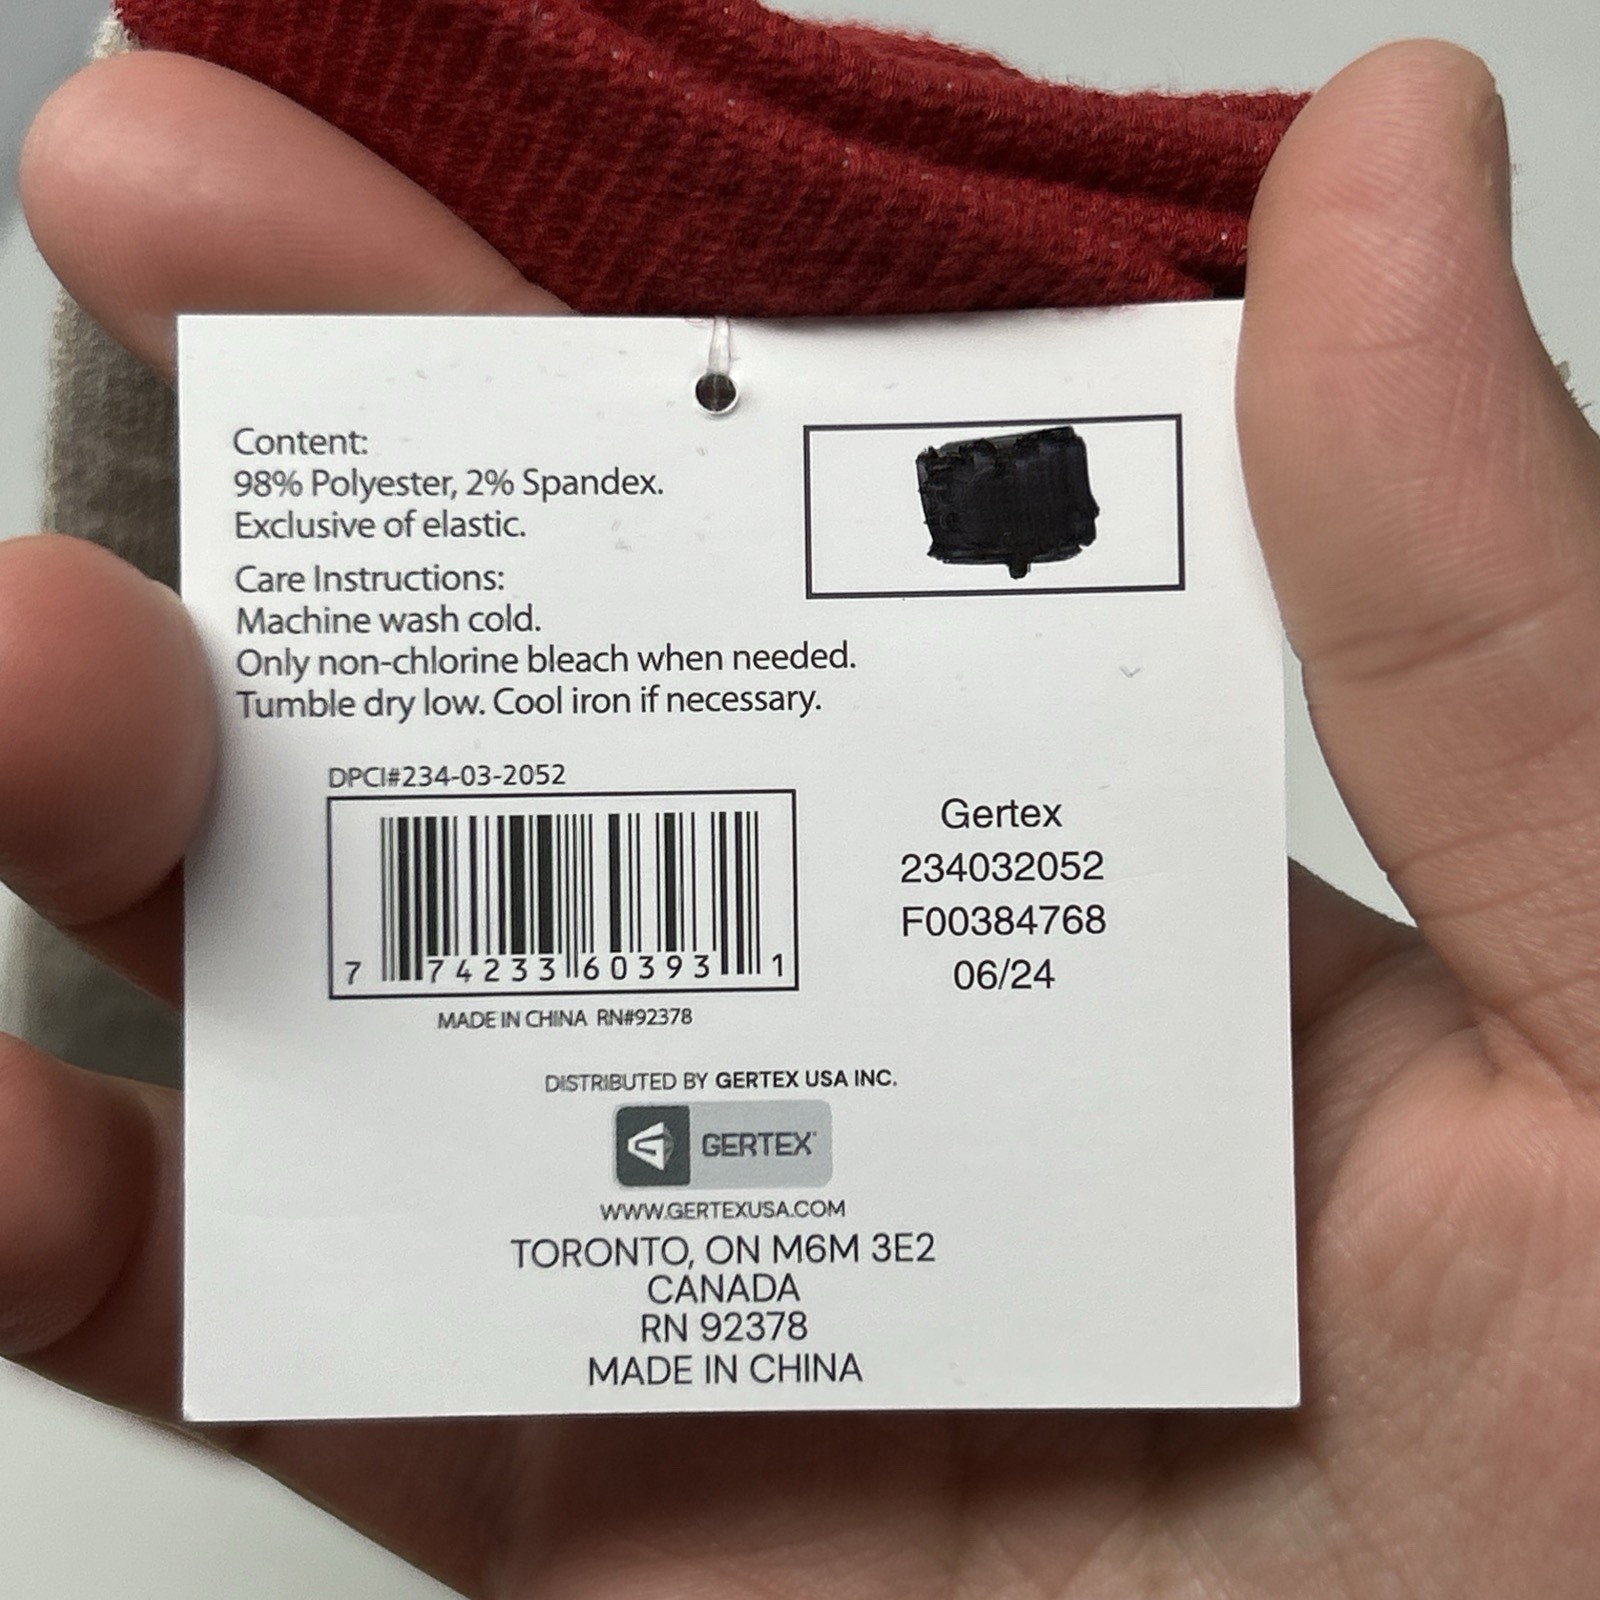 Content:
98% Polyester, 2% Spandex.
Exclusive of elastic.
Care Instructions:
Machine wash cold.
Only non-chlorine bleach when needed.
Tumble dry low. Cool iron if necessary.
DPCI#234-03-2052
7 74233 60393 1
MADE IN CHINA RN#92378
Gertex
234032052
F00384768
06/24
DISTRIBUTED BY GERTEX USA INC.
GERTEX
WWW.GERTEXUSA.COM
TORONTO, ON M6M 3E2
CANADA
RN 92378
MADE IN CHINA